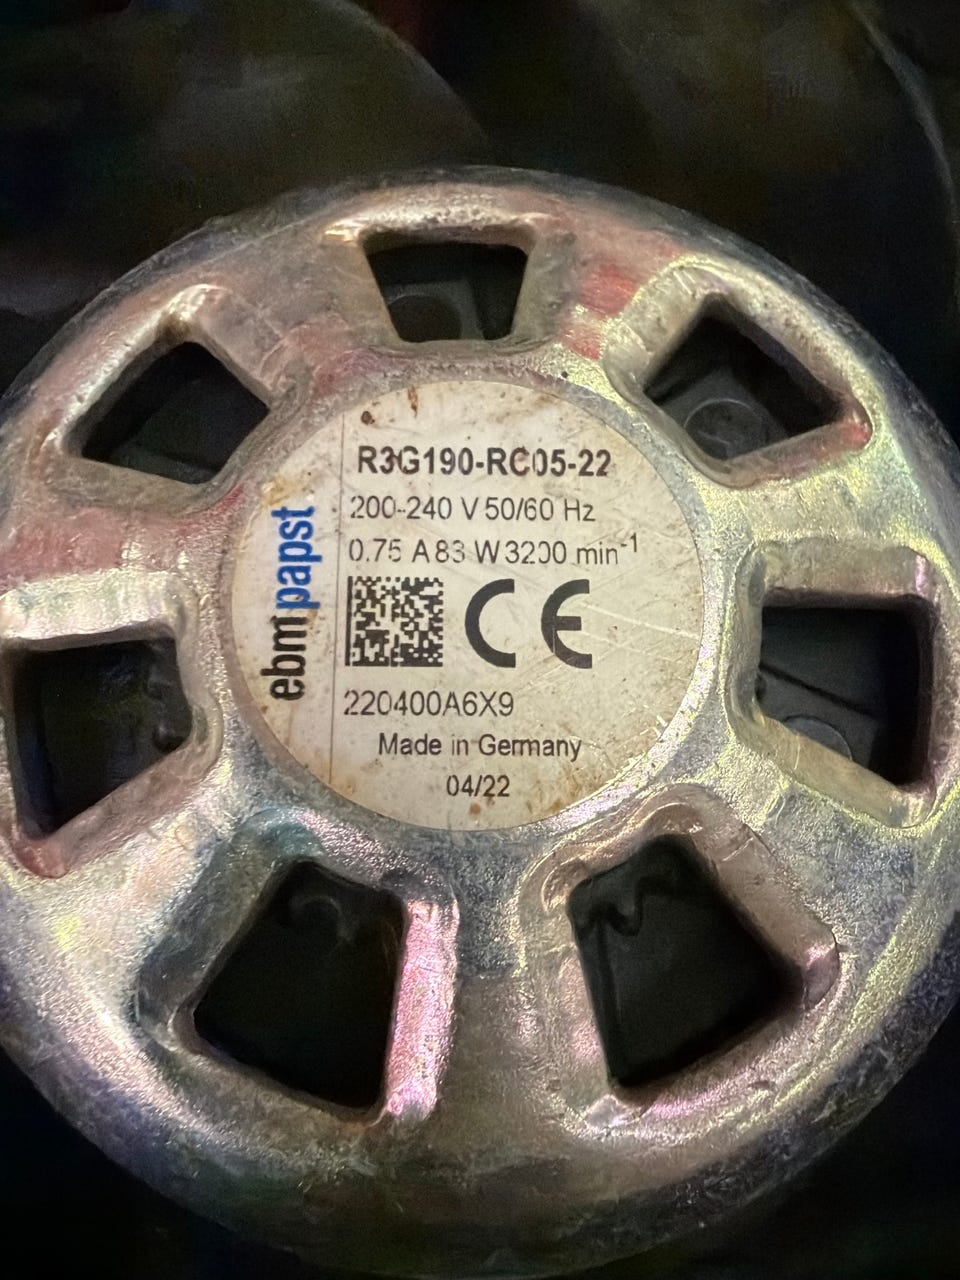 ebmpapst
R3G190-RC05-22
200-240 V 50/60 Hz
0.75 A 83 W 3200 min-1
CE
220400A6X9
Made in Germany
04/22